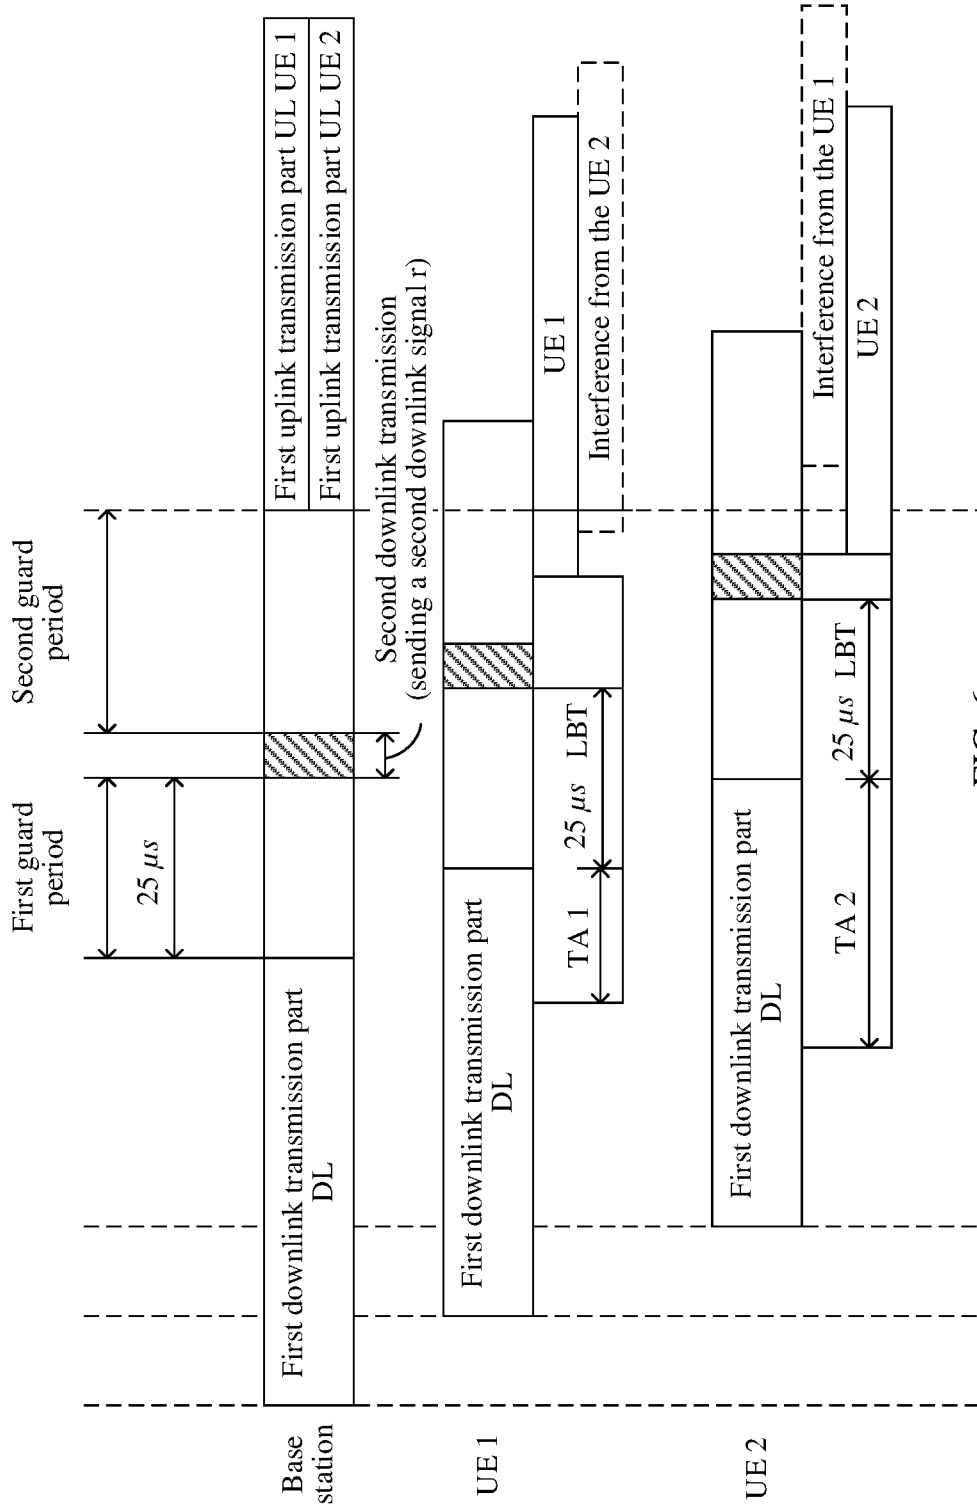 First guard
period
Second guard
period
25 μs
Base
station
First downlink transmission part
DL
First uplink transmission part UL UE 1
First uplink transmission part UL UE 2
Second downlink transmission
(sending a second downlink signal r)
UE 1
First downlink transmission part
DL
TA 1
25 μs LBT
UE 1
Interference from the UE 2
UE 2
First downlink transmission part
DL
TA 2
25 μs LBT
Interference from the UE 1
UE 2